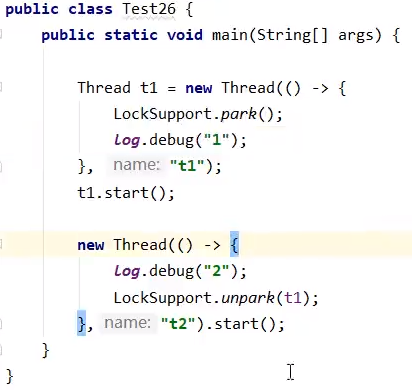 public class Test26 {
public static void main(String[] args) {
Thread t1 = new Thread(() -> {
LockSupport.park();
log.debug("1");
}, name: "t1");
t1.start();
new Thread(() -> {
log.debug("2");
LockSupport.unpark(t1);
}, name: "t2").start();
}
}